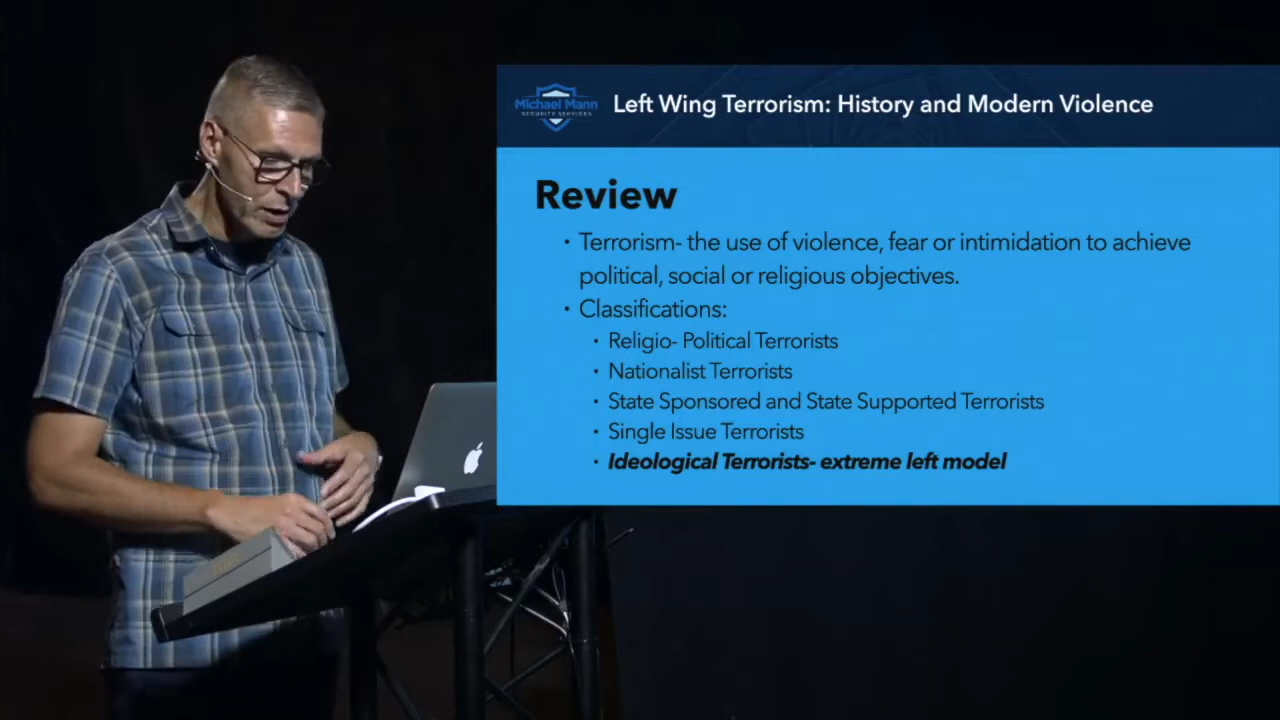 Michael Mann
SECURITY SERVICES
Left Wing Terrorism: History and Modern Violence
Review
• Terrorism- the use of violence, fear or intimidation to achieve
political, social or religious objectives.
• Classifications:
• Religio- Political Terrorists
• Nationalist Terrorists
• State Sponsored and State Supported Terrorists
• Single Issue Terrorists
• Ideological Terrorists- extreme left model